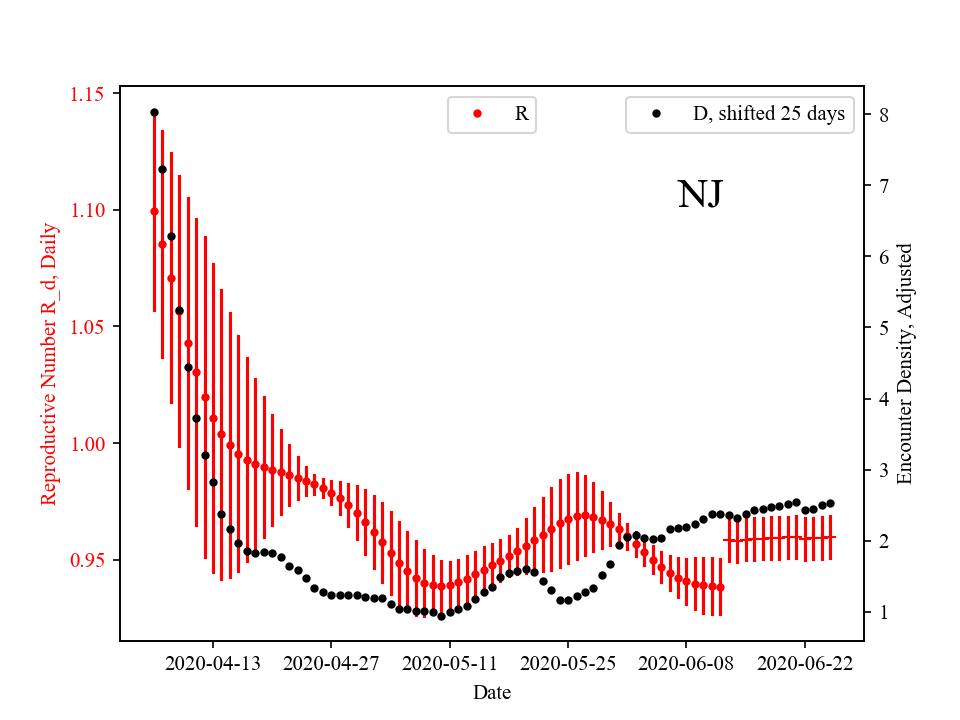 R
D, shifted 25 days
NJ
Reproductive Number R_d, Daily
1.15
1.10
1.05
1.00
0.95
8
7
6
5
4
3
2
1
Encounter Density, Adjusted
2020-04-13 2020-04-27 2020-05-11 2020-05-25 2020-06-08 2020-06-22
Date